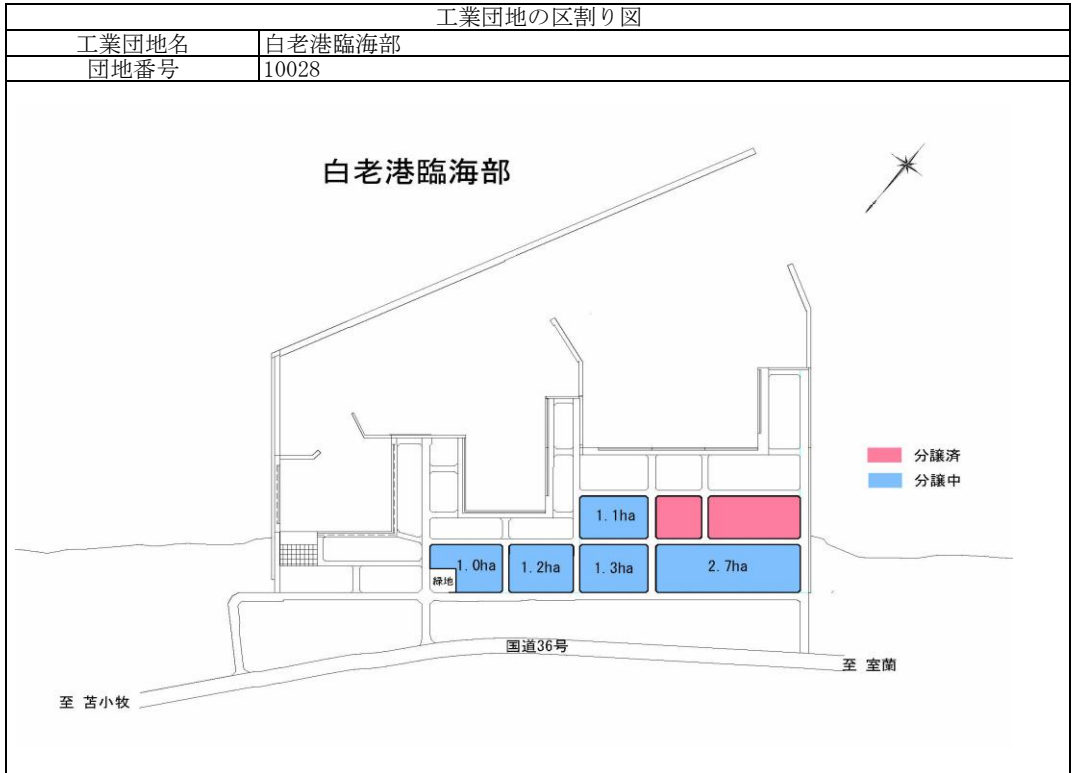 工業団地の区割り図
工業団地名 白老港臨海部
団地番号 10028
白老港臨海部
分譲済
分譲中
1.1ha
1.0ha 1.2ha 1.3ha 2.7ha
緑地
国道36号
至 室蘭
至 苫小牧